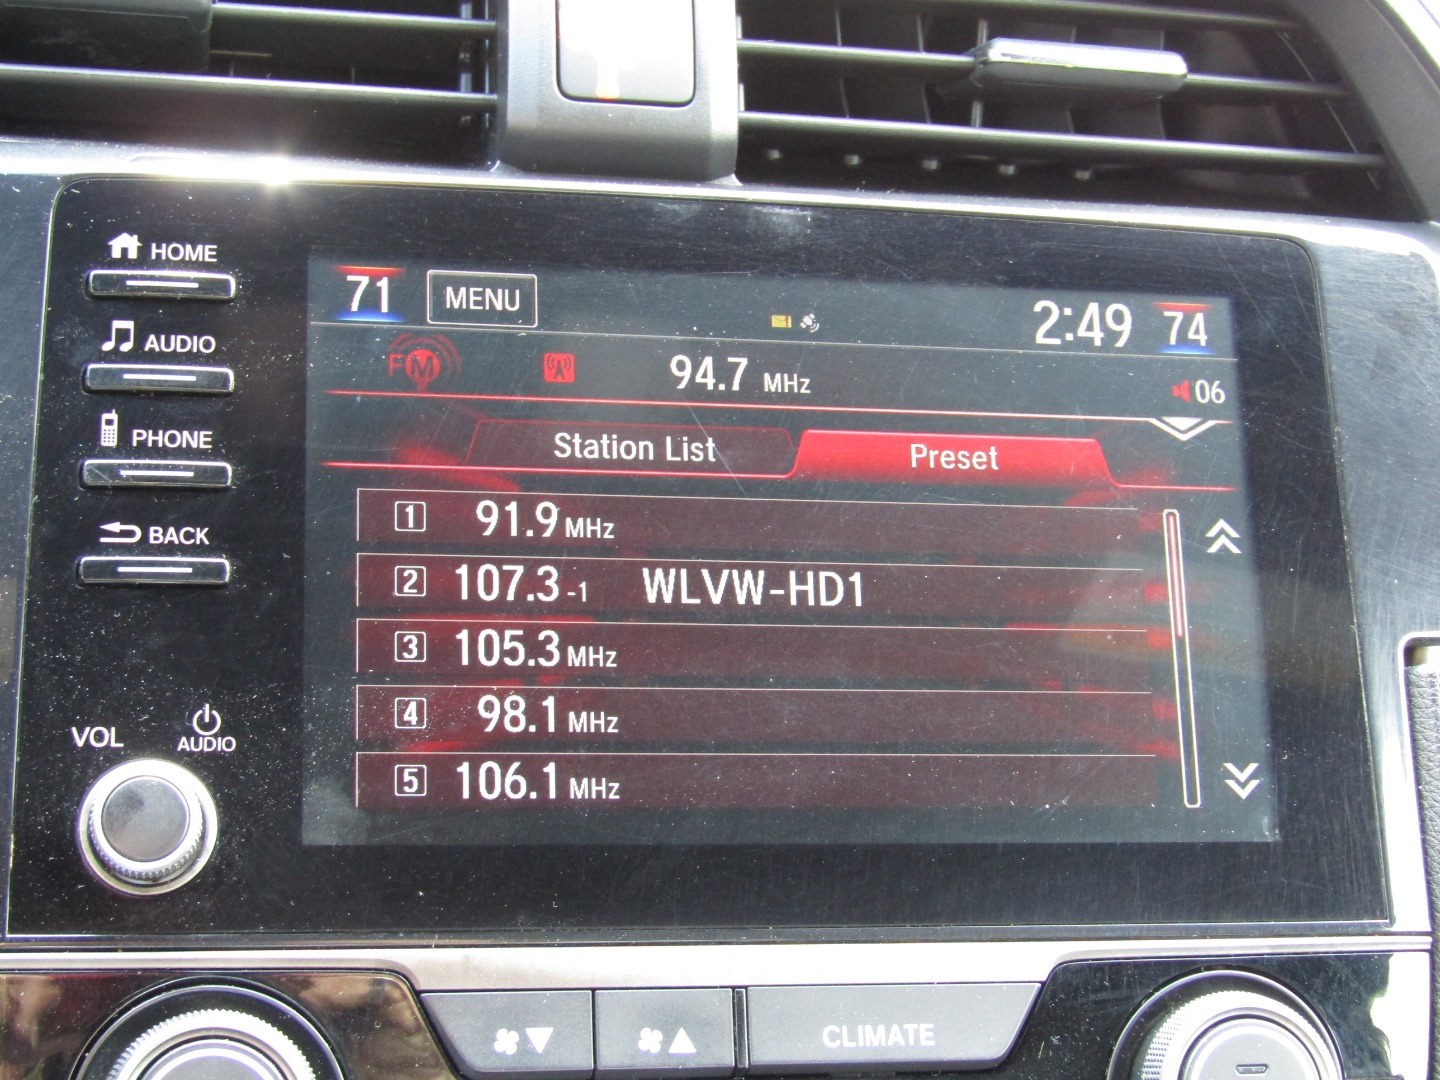 HOME
AUDIO
PHONE
BACK
VOL
AUDIO
71 MENU 2:49 74
FM 94.7 MHz 06
Station List Preset
1 91.9 MHz
2 107.3 -1 WLVW-HD1
3 105.3 MHz
4 98.1 MHz
5 106.1 MHz
CLIMATE